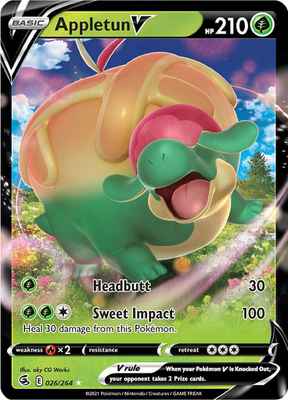 BASIC
Appletun V
HP 210
Headbutt 30
Sweet Impact 100
Heal 30 damage from this Pokémon.
weakness ×2 resistance retreat
Illus. aky CG Works
026/264
V rule When your Pokémon V is Knocked Out,
your opponent takes 2 Prize cards.
©2021 Pokémon / Nintendo / Creatures / GAME FREAK